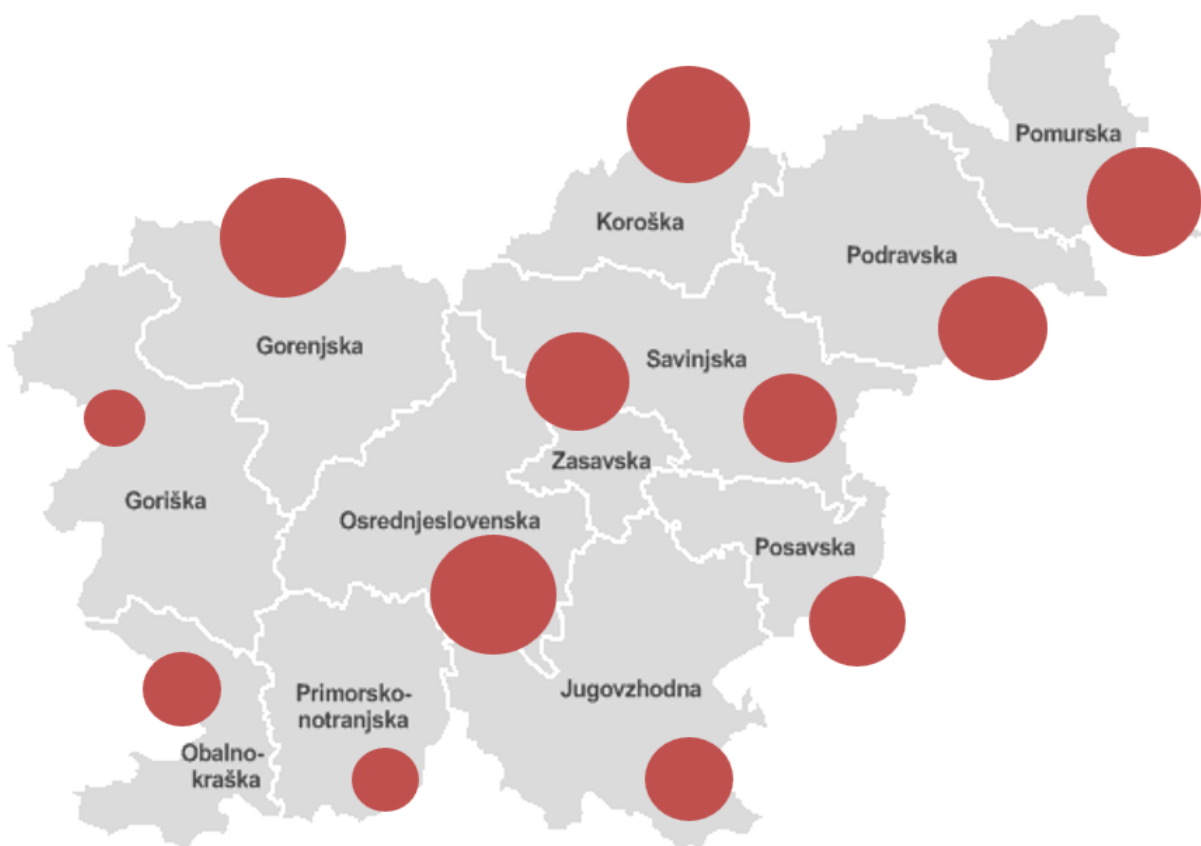 Pomurska
Koroška
Podravska
Gorenjska
Savinjska
Zasavska
Goriška
Osrednjeslovenska
Posavska
Jugovzhodna
Primorsko-
notranjska
Obalno-
kraška